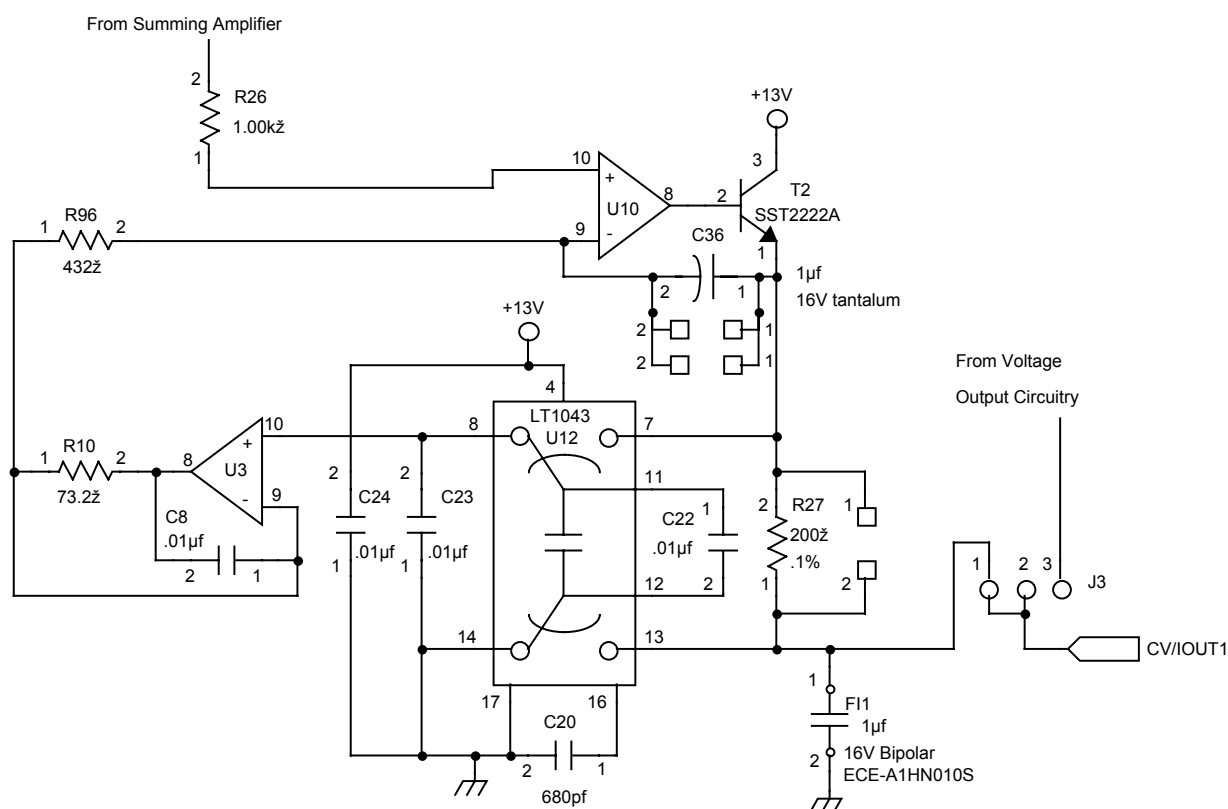 From Summing Amplifier
2
R26
1.00kž
1
+13V
3
10
+
U10
8
2
T2
SST2222A
9
-
1
R96
1
2
432ž
C36
2
1
1µf
16V tantalum
2
1
2
1
+13V
4
From Voltage
Output Circuitry
LT1043
U12
8
7
R10
1
2
73.2ž
8
U3
+
10
-
9
C8
.01µf
2
1
2
C24
.01µf
1
2
C23
.01µf
1
11
1
C22
.01µf
2
12
2
R27
200ž
.1%
1
1
2
1
2
3
J3
14
13
CV/IOUT1
17
16
C20
2
1
680pf
1
FI1
1µf
2
16V Bipolar
ECE-A1HN010S